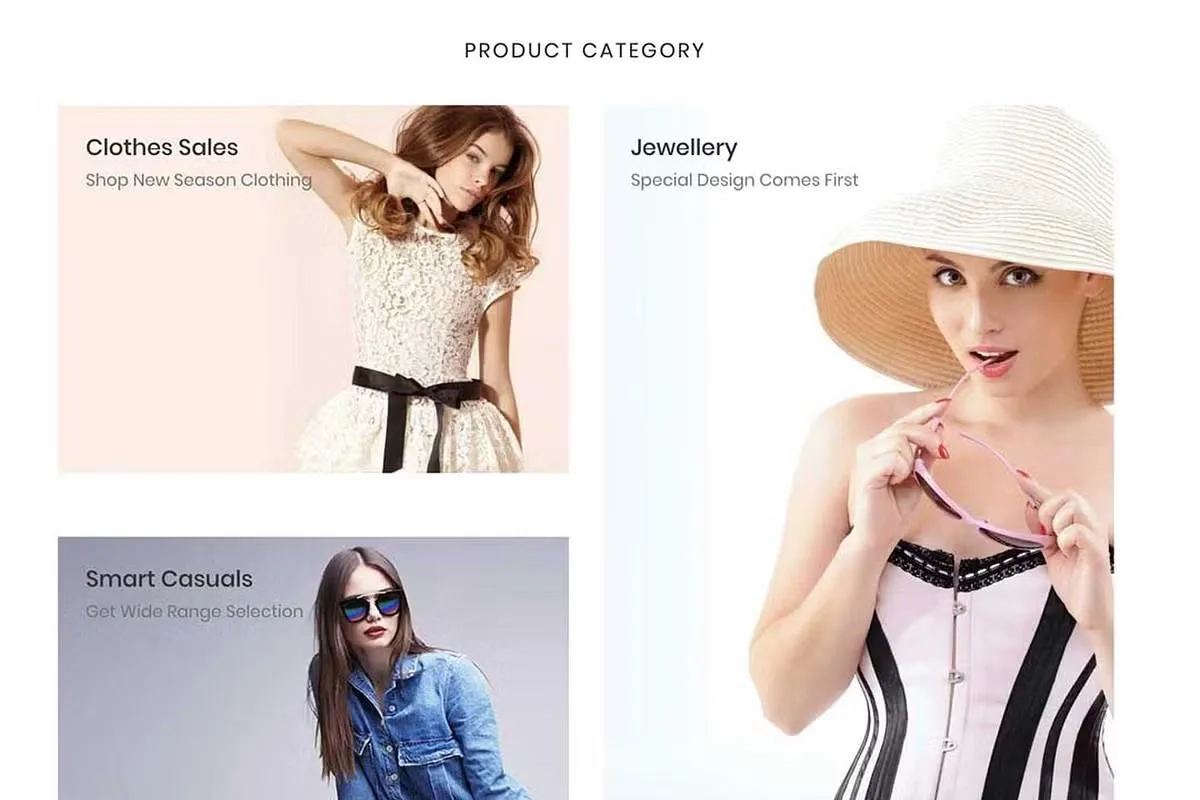 PRODUCT CATEGORY
Clothes Sales
Shop New Season Clothing
Jewellery
Special Design Comes First
Smart Casuals
Get Wide Range Selection